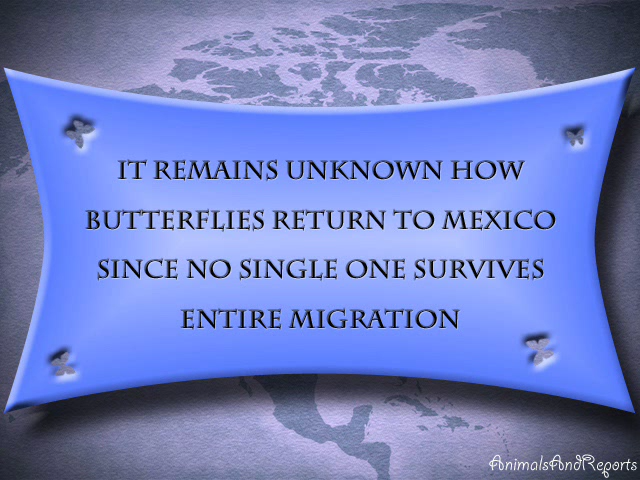 IT REMAINS UNKNOWN HOW
BUTTERFLIES RETURN TO MEXICO
SINCE NO SINGLE ONE SURVIVES
ENTIRE MIGRATION
AnimalsAndReports